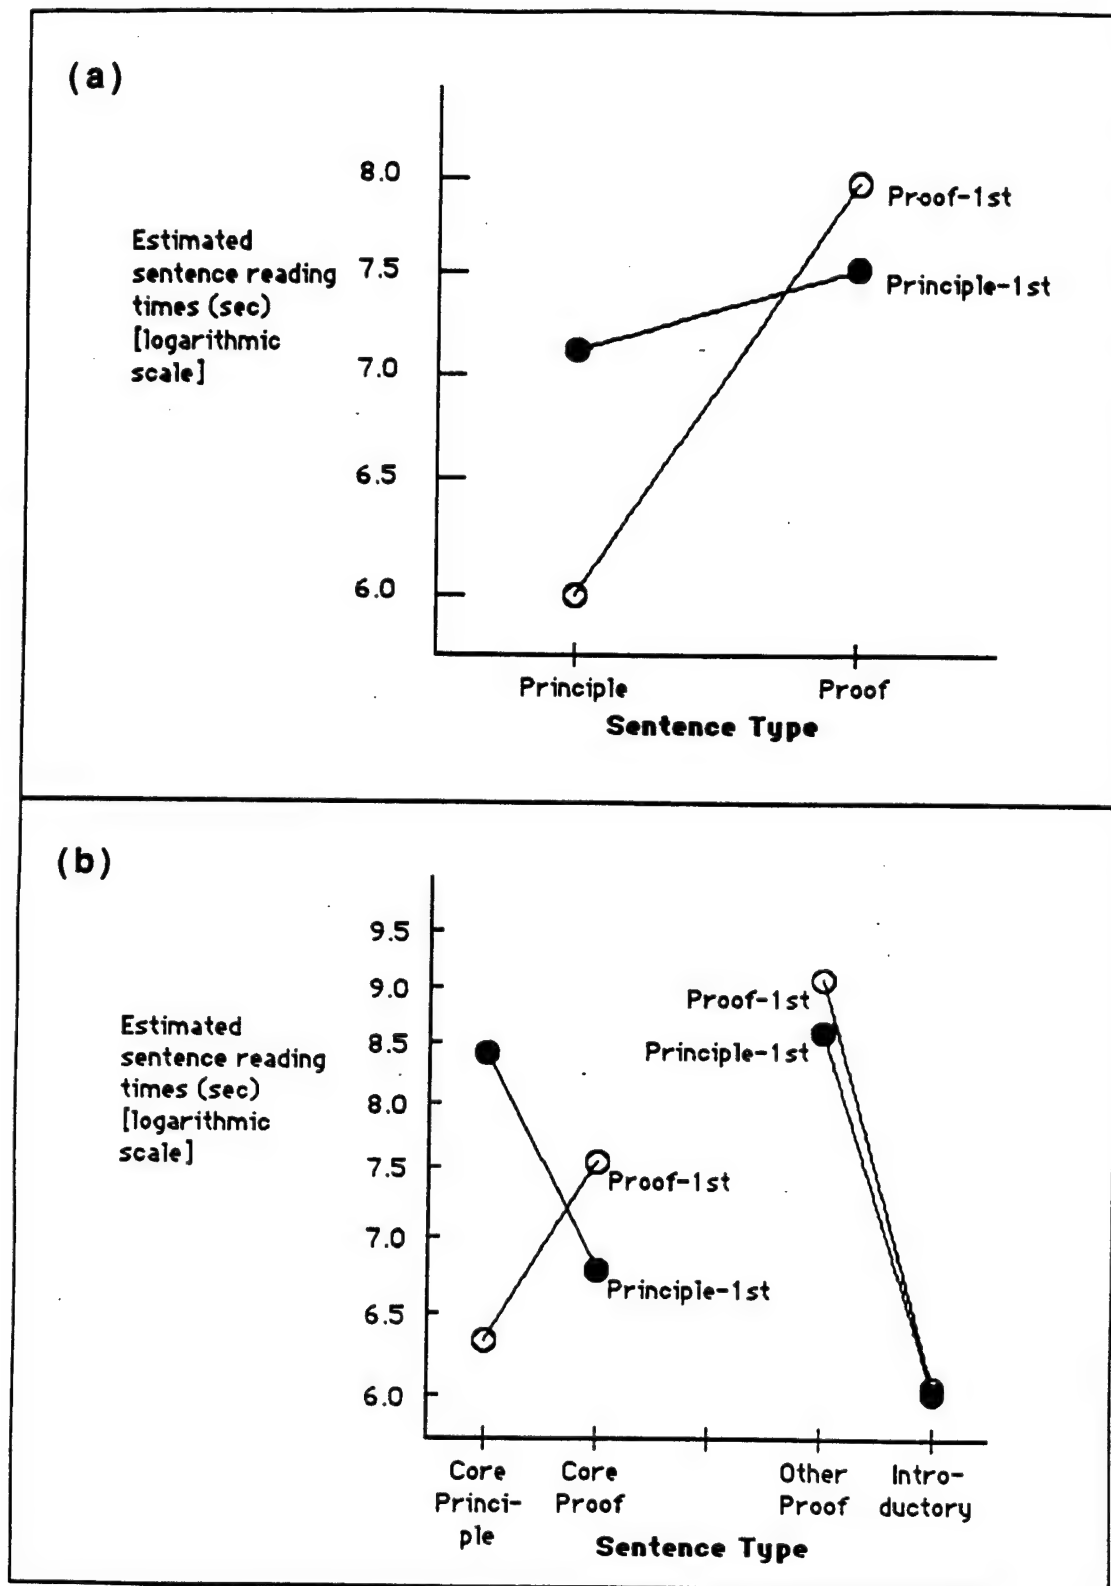 (a)
8.0
7.5
7.0
6.5
6.0
Estimated
sentence reading
times (sec)
[logarithmic
scale]
Proof-1st
Principle-1st
Principle
Proof
Sentence Type
(b)
9.5
9.0
8.5
8.0
7.5
7.0
6.5
6.0
Estimated
sentence reading
times (sec)
[logarithmic
scale]
Proof-1st
Principle-1st
Proof-1st
Principle-1st
Core
Princi-
ple
Core
Proof
Other
Proof
Intro-
ductory
Sentence Type